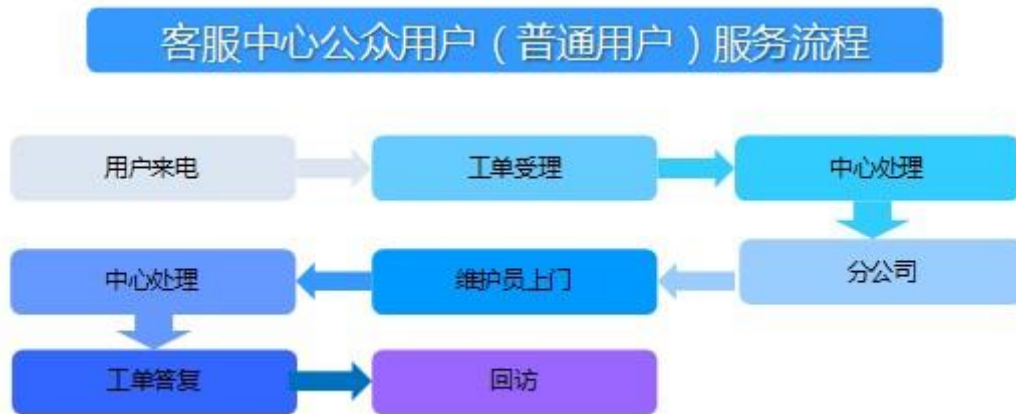 客服中心公众用户（普通用户）服务流程
用户来电
工单受理
中心处理
分公司
维护员上门
中心处理
工单答复
回访